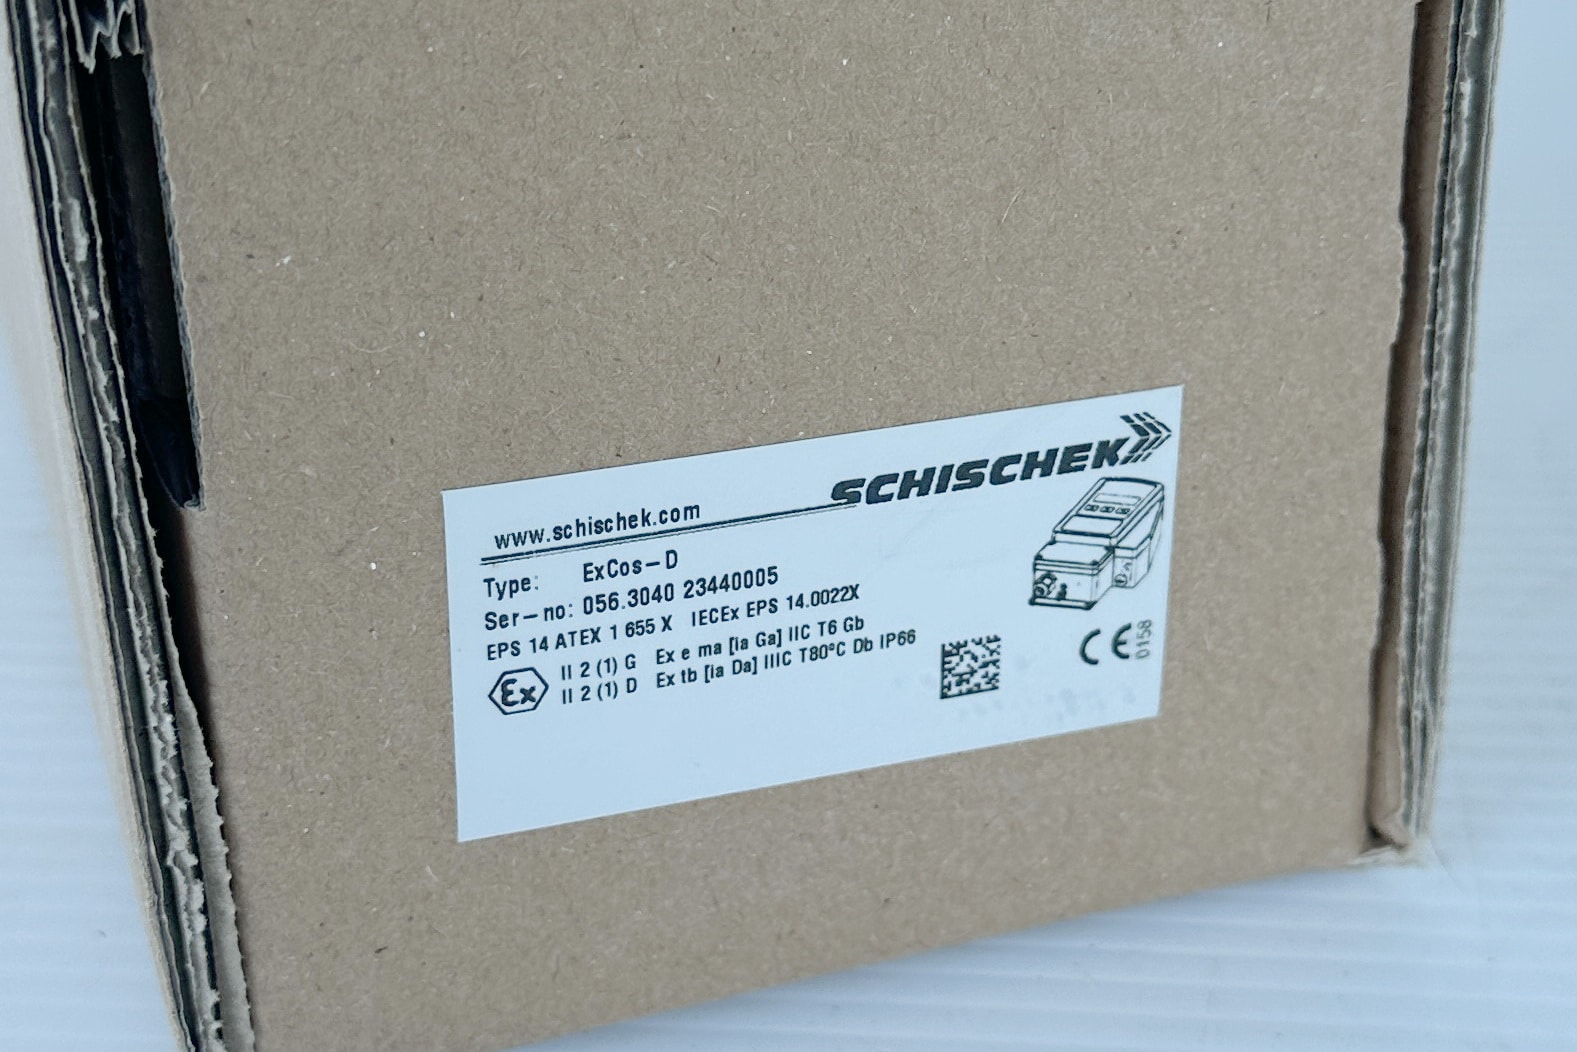 SCHISCHEK
www.schischek.com
Type: ExCos-D
Ser-no: 056.3040 23440005
EPS 14 ATEX 1 655 X IECEx EPS 14.0022X
Ex II 2 (1) G Ex e ma [ia Ga] IIC T6 Gb
II 2 (1) D Ex tb [ia Da] IIIC T80°C Db IP66
CE 0158